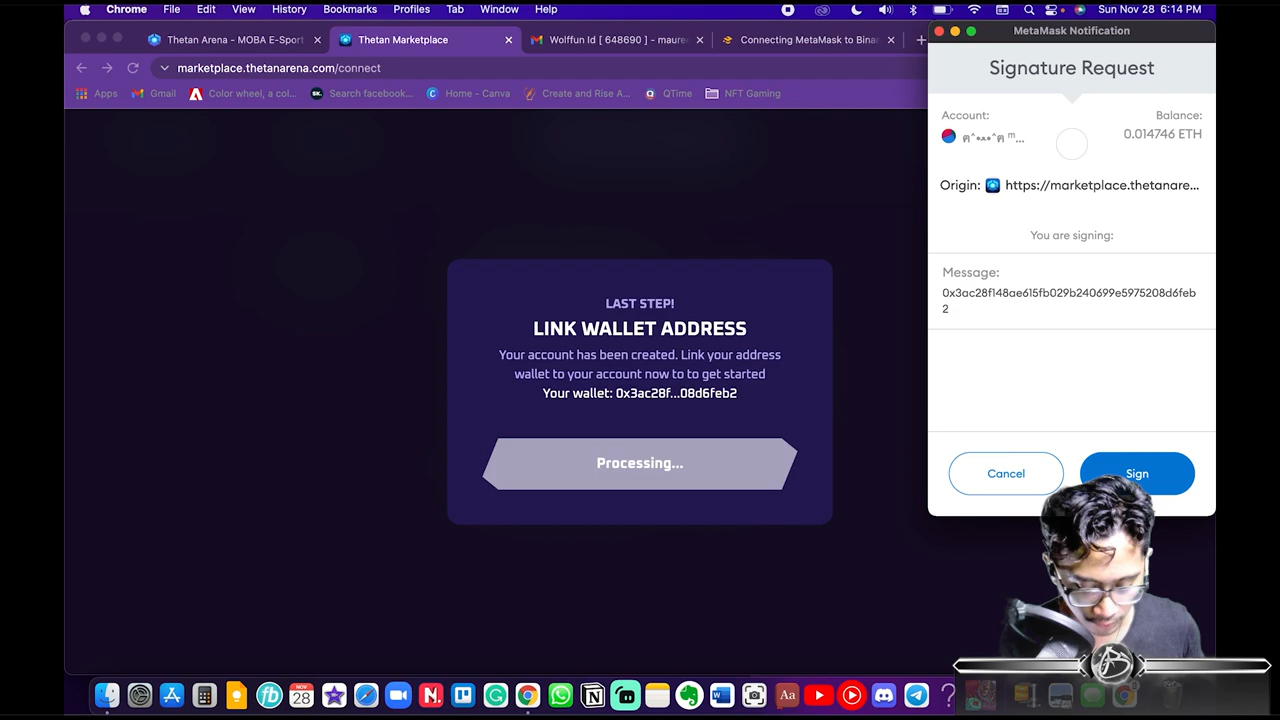 Chrome File Edit View History Bookmarks Profiles Tab Window Help Sun Nov 28 6:14 PM
Thetan Arena - MOBA E-Sport
Thetan Marketplace
Wolffun Id [ 648690 ] - maure
Connecting MetaMask to Binan
marketplace.thetanarena.com/connect
Apps Gmail Color wheel, a col... Search facebook... Home - Canva Create and Rise A... QTime NFT Gaming
LAST STEP!
LINK WALLET ADDRESS
Your account has been created. Link your address
wallet to your account now to to get started
Your wallet: 0x3ac28f...08d6feb2
Processing...
MetaMask Notification
Signature Request
Account: Balance:
0.014746 ETH
Origin: https://marketplace.thetanare...
You are signing:
Message:
0x3ac28f148ae615fb029b240699e5975208d6feb
2
Cancel Sign
NOV
28